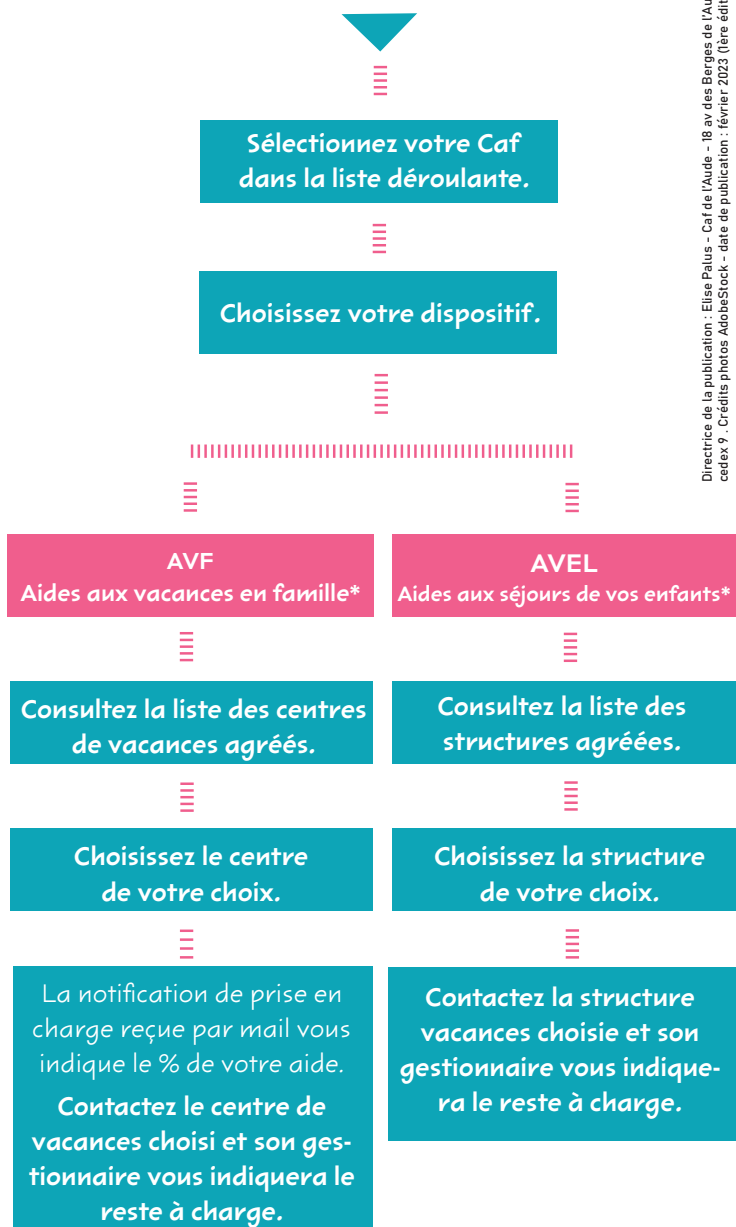 Sélectionnez votre Caf
dans la liste déroulante.
Choisissez votre dispositif.
AVF
Aides aux vacances en famille*
Consultez la liste des centres
de vacances agréés.
Choisissez le centre
de votre choix.
La notification de prise en
charge reçue par mail vous
indique le % de votre aide.
Contactez le centre de
vacances choisi et son ges-
tionnaire vous indiquera le
reste à charge.
AVEL
Aides aux séjours de vos enfants*
Consultez la liste des
structures agréées.
Choisissez la structure
de votre choix.
Contactez la structure
vacances choisie et son
gestionnaire vous indique-
ra le reste à charge.
Directrice de la publication : Elise Palus - Caf de l'Aude - 18 av des Berges de l'Au
cedex 9 . Crédits photos AdobeStock - date de publication : février 2023 (1ère édit